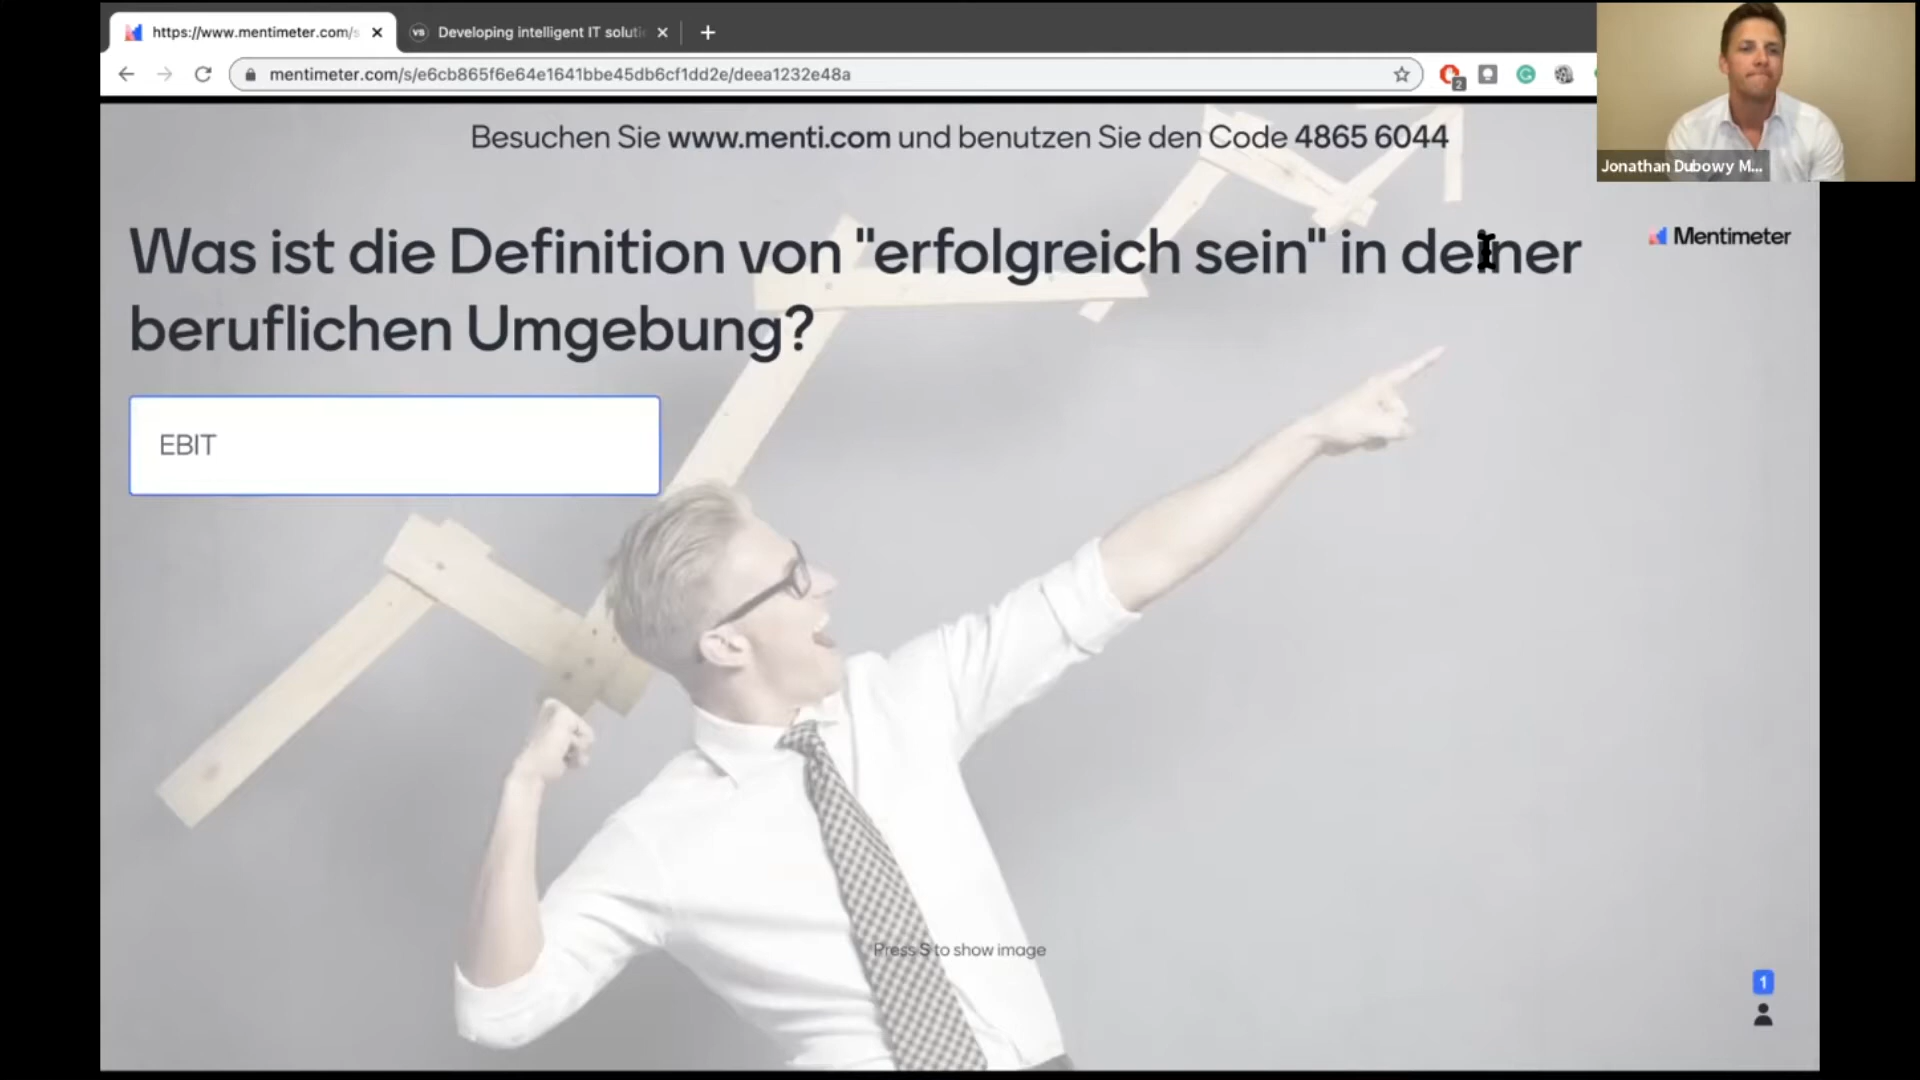 https://www.mentimeter.com/s
Developing intelligent IT soluti
mentimeter.com/s/e6cb865f6e64e1641bbe45db6cf1dd2e/deea1232e48a
2
Jonathan Dubowy M...
Besuchen Sie www.menti.com und benutzen Sie den Code 4865 6044
Mentimeter
Was ist die Definition von "erfolgreich sein" in deiner
beruflichen Umgebung?
EBIT
Press S to show image
1